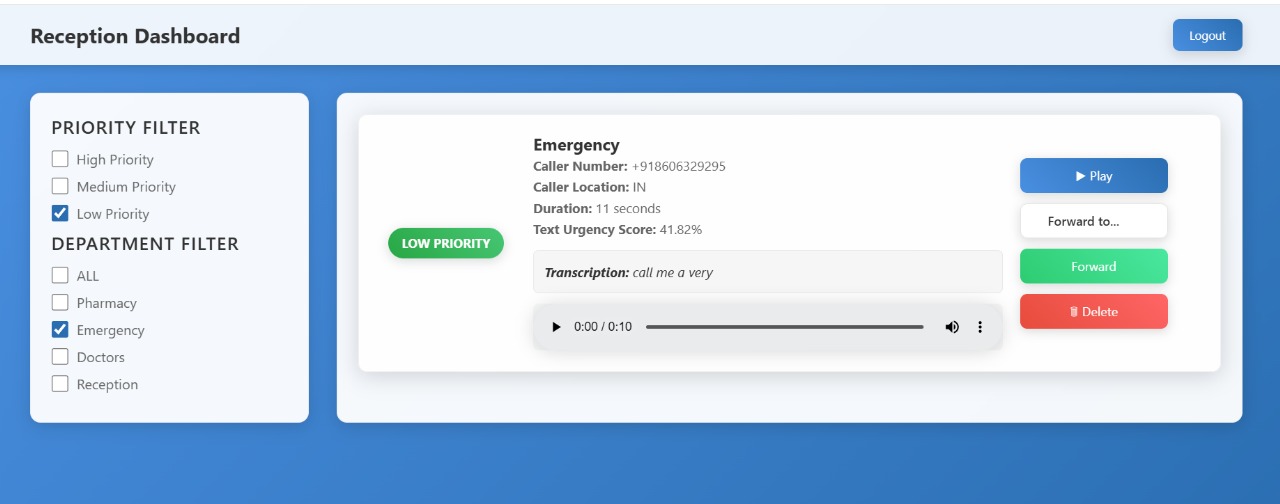 Reception Dashboard
Logout
PRIORITY FILTER
High Priority
Medium Priority
Low Priority
DEPARTMENT FILTER
ALL
Pharmacy
Emergency
Doctors
Reception
LOW PRIORITY
Emergency
Caller Number: +918606329295
Caller Location: IN
Duration: 11 seconds
Text Urgency Score: 41.82%
Transcription: call me a very
0:00 / 0:10
Play
Forward to...
Forward
Delete